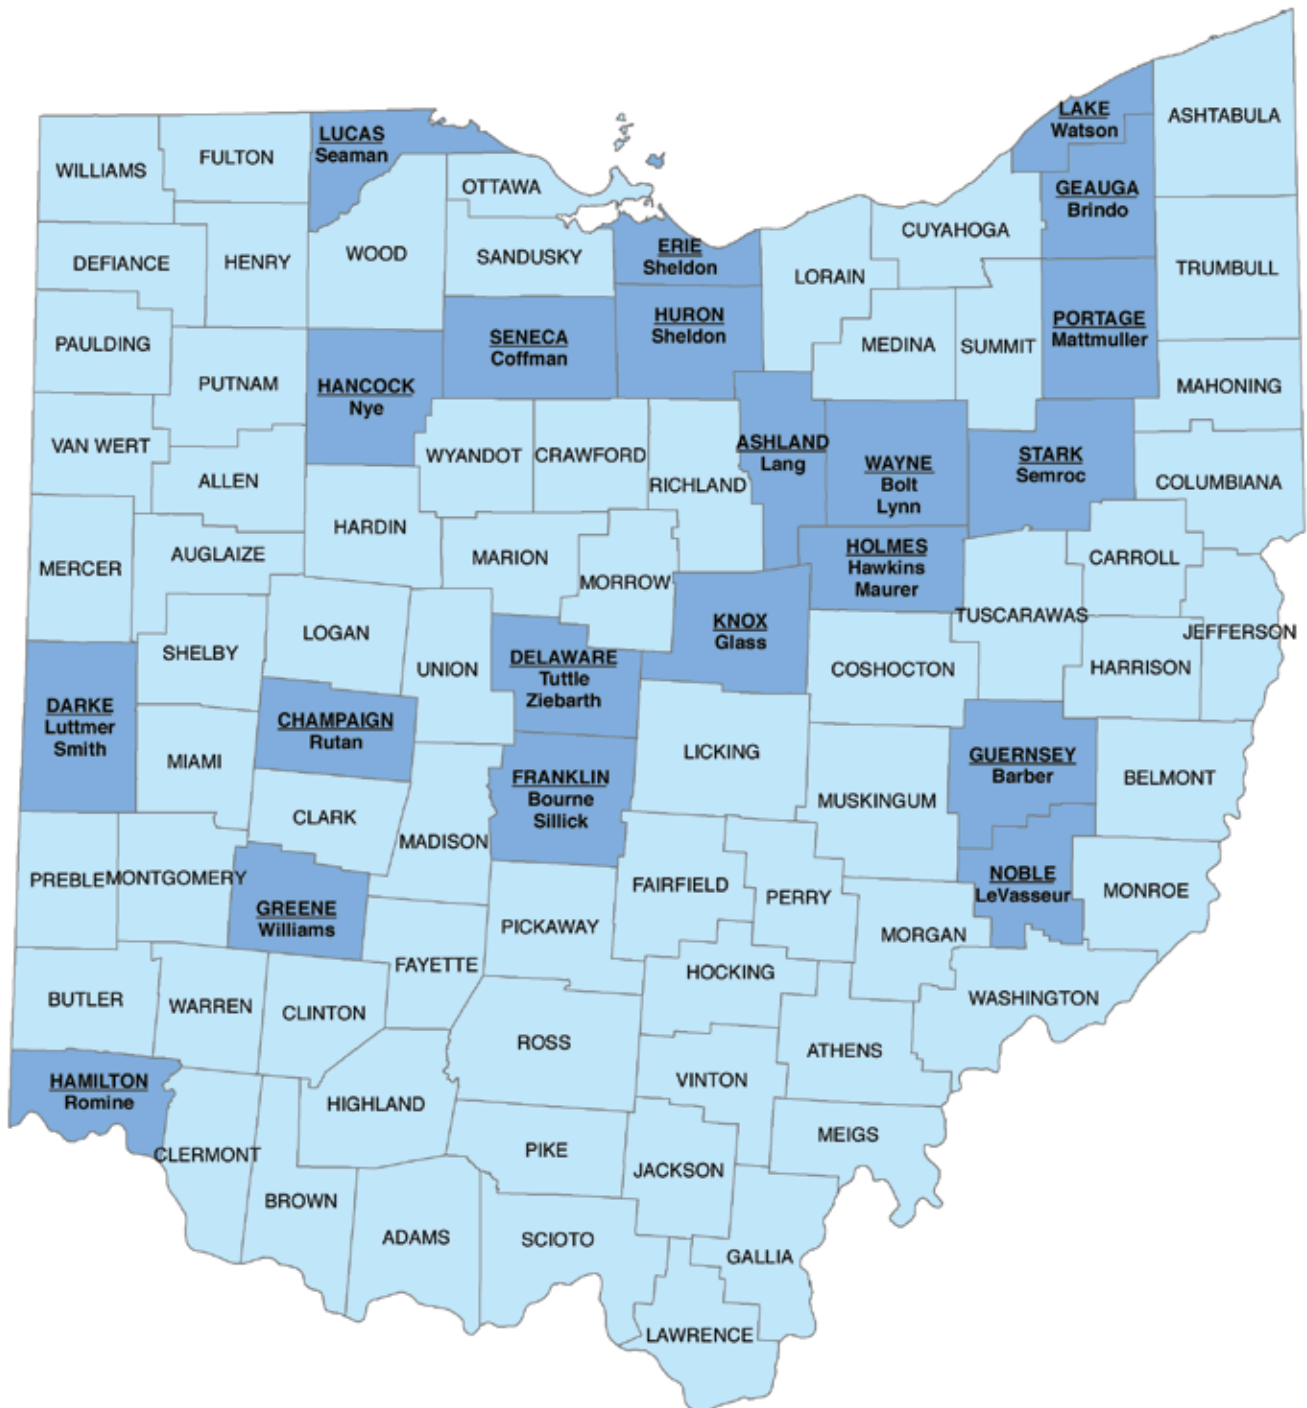 LAKE
Watson
ASHTABULA
LUCAS
Seaman
FULTON
WILLIAMS
OTTAWA
GEAUGA
Brindo
CUYAHOGA
ERIE
Sheldon
WOOD
SANDUSKY
HENRY
DEFIANCE
LORAIN
TRUMBULL
HURON
Sheldon
PORTAGE
Mattmuller
SENECA
Coffman
PAULDING
MEDINA
SUMMIT
PUTNAM
HANCOCK
Nye
MAHONING
VAN WERT
WYANDOT
CRAWFORD
ASHLAND
Lang
WAYNE
Bolt
Lynn
STARK
Semroc
ALLEN
RICHLAND
COLUMBIANA
HARDIN
AUGLAIZE
MARION
HOLMES
Hawkins
Maurer
CARROLL
MERCER
MORROW
TUSCARAWAS
KNOX
Glass
LOGAN
JEFFERSON
SHELBY
DELAWARE
Tuttle
Ziebarth
UNION
COSHOCTON
HARRISON
DARKE
Luttmer
Smith
CHAMPAIGN
Rutan
LICKING
GUERNSEY
Barber
MIAMI
FRANKLIN
Bourne
Sillick
BELMONT
MUSKINGUM
CLARK
MADISON
PREBLE
MONTGOMERY
FAIRFIELD
PERRY
NOBLE
LeVasseur
MONROE
GREENE
Williams
PICKAWAY
MORGAN
FAYETTE
HOCKING
BUTLER
WARREN
CLINTON
WASHINGTON
ROSS
ATHENS
HAMILTON
Romine
VINTON
HIGHLAND
MEIGS
CLERMONT
PIKE
JACKSON
BROWN
ADAMS
SCIOTO
GALLIA
LAWRENCE